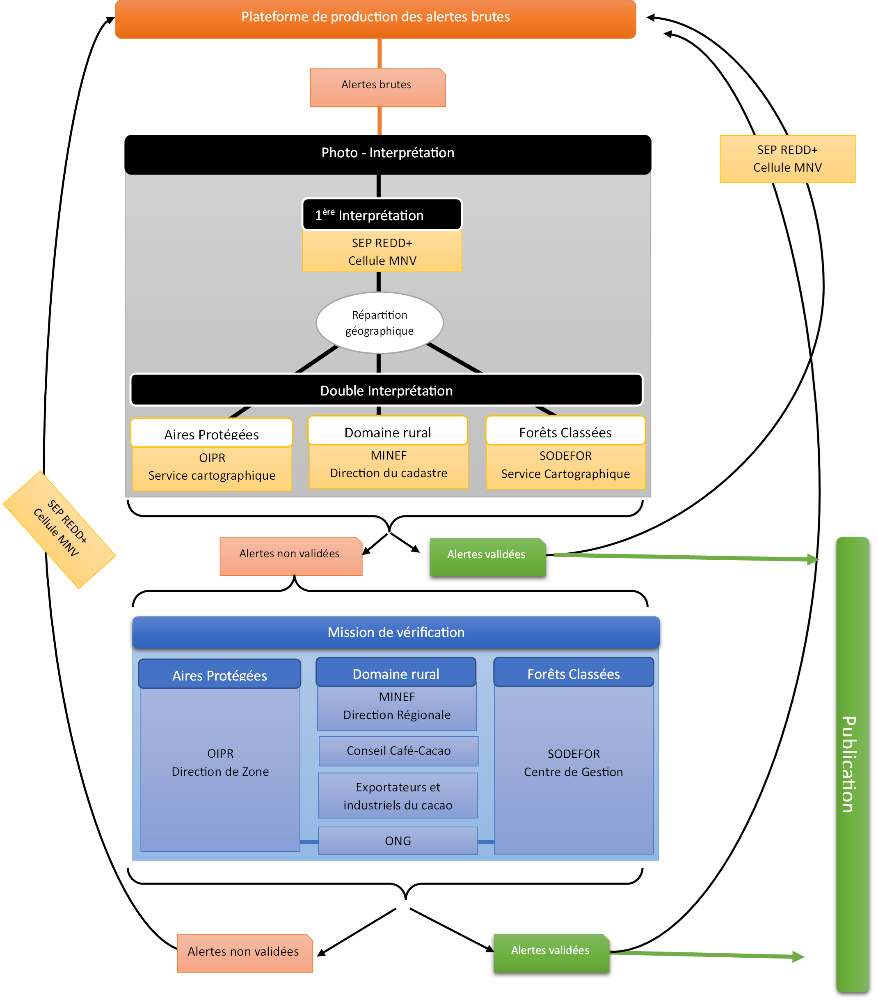 Plateforme de production des alertes brutes
Alertes brutes
SEP REDD+
Cellule MNV
Photo - Interprétation
1ère Interprétation
SEP REDD+
Cellule MNV
Répartition
géographique
Double Interprétation
Aires Protégées
OIPR
Service cartographique
Domaine rural
MINEF
Direction du cadastre
Forêts Classées
SODEFOR
Service Cartographique
SEP REDD+
Cellule MNV
Alertes non validées
Alertes validées
Mission de vérification
Aires Protégées
OIPR
Direction de Zone
Domaine rural
MINEF
Direction Régionale
Conseil Café-Cacao
Exportateurs et
industriels du cacao
ONG
Forêts Classées
SODEFOR
Centre de Gestion
Publication
Alertes non validées
Alertes validées